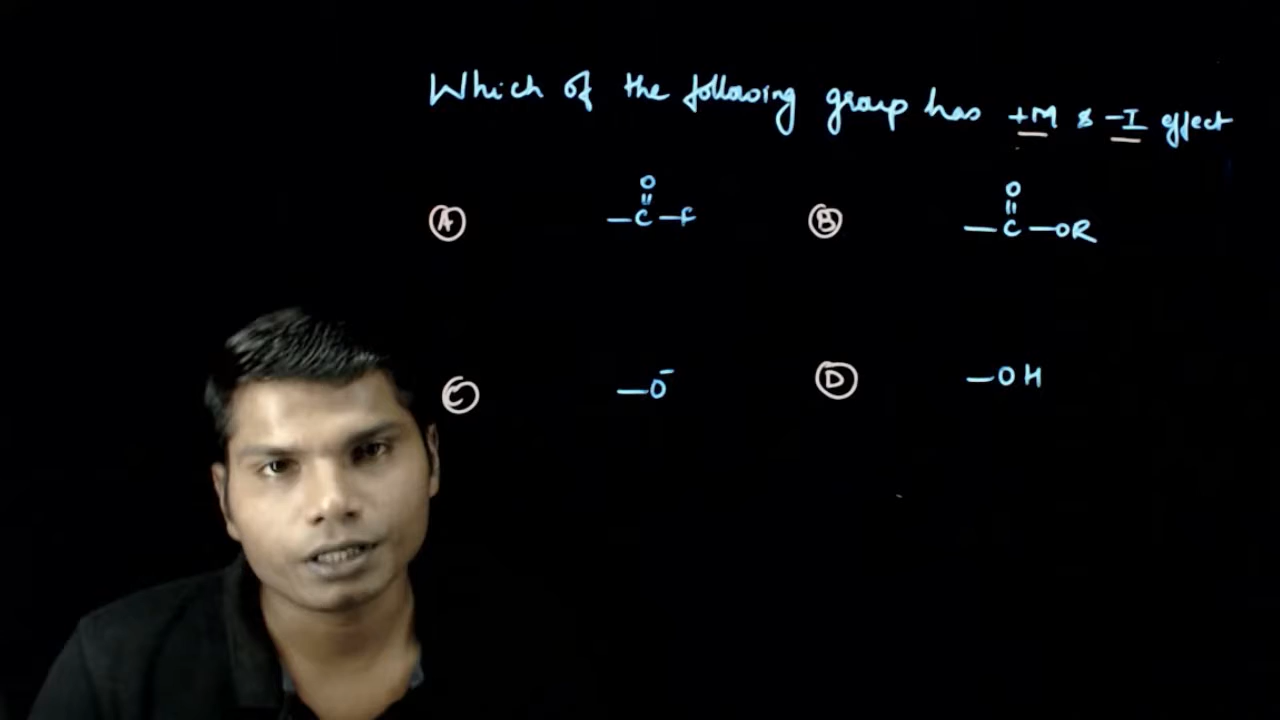 Which of the following group has +M & -I effect
(A) O
||
—C—F
(B) O
||
—C—OR
(C) —O⁻
(D) —OH